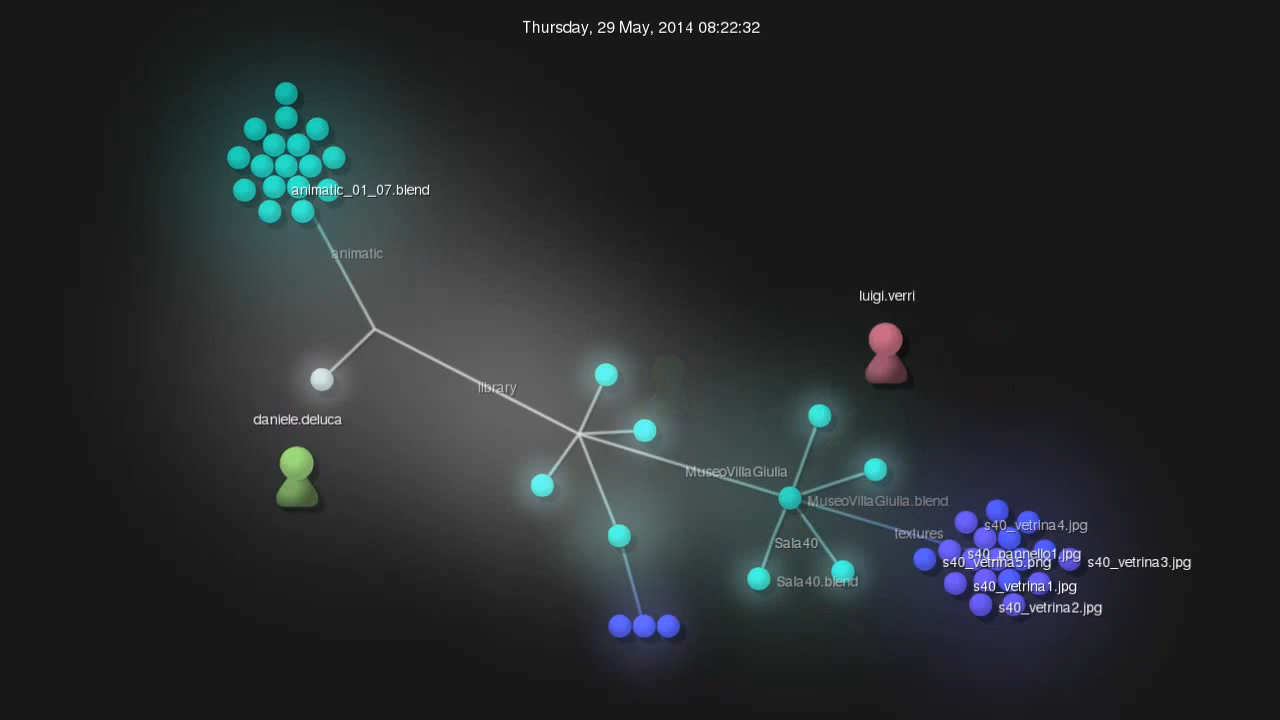 Thursday, 29 May, 2014 08:22:32
animatic_01_07.blend
animatic
luigi.verri
library
daniele.deluca
MuseoVillaGiulia
MuseoVillaGiulia.blend
textures
s40_vetrina4.jpg
Sala40
s40_pannello1.jpg
s40_vetrina5.png
s40_vetrina3.jpg
Sala40.blend
s40_vetrina1.jpg
s40_vetrina2.jpg